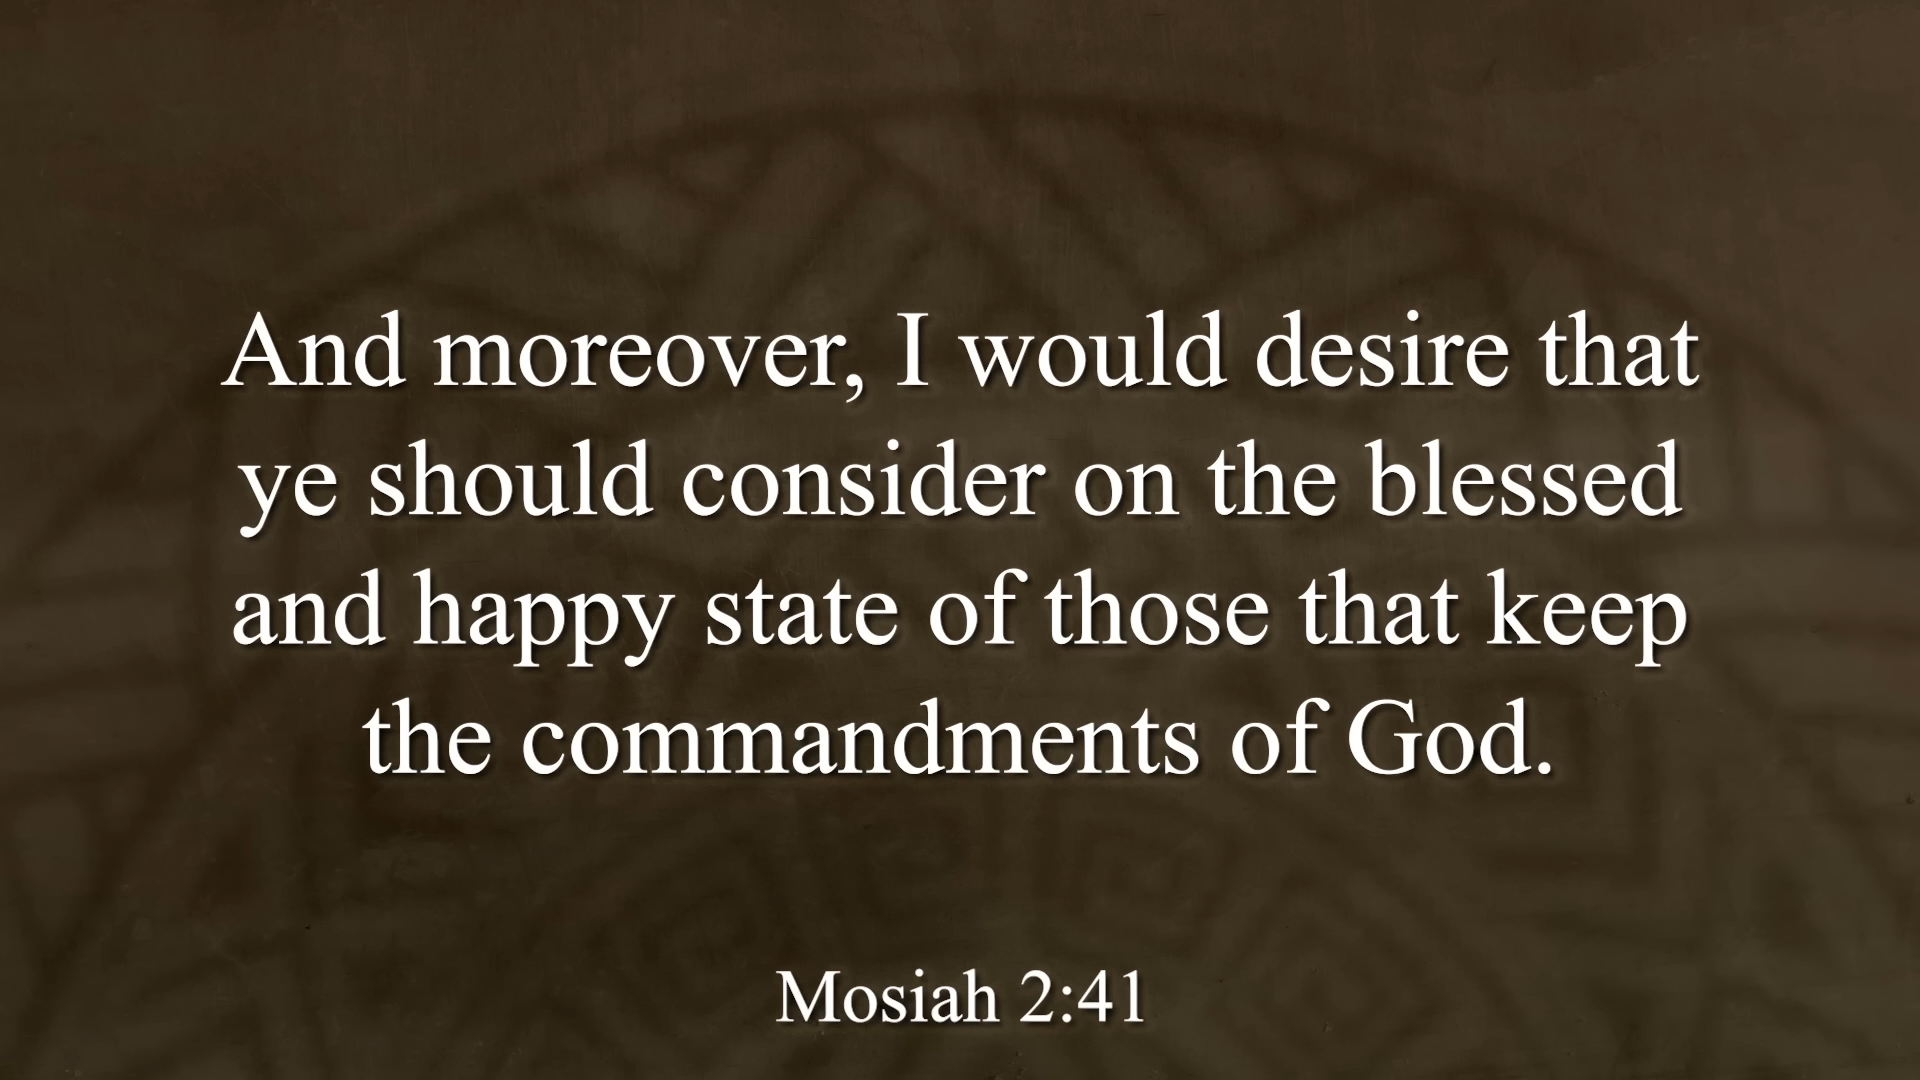 And moreover, I would desire that
ye should consider on the blessed
and happy state of those that keep
the commandments of God.
Mosiah 2:41